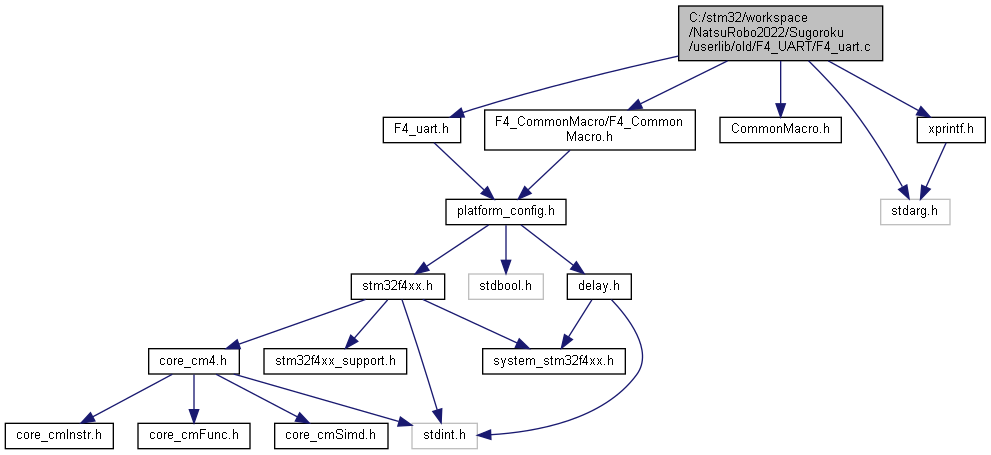 C:/stm32/workspace
/NatsuRobo2022/Sugoroku
/userlib/old/F4_UART/F4_uart.c
F4_uart.h
F4_CommonMacro/F4_Common
Macro.h
CommonMacro.h
xprintf.h
platform_config.h
stdarg.h
stm32f4xx.h
stdbool.h
delay.h
core_cm4.h
stm32f4xx_support.h
system_stm32f4xx.h
core_cmInstr.h
core_cmFunc.h
core_cmSimd.h
stdint.h